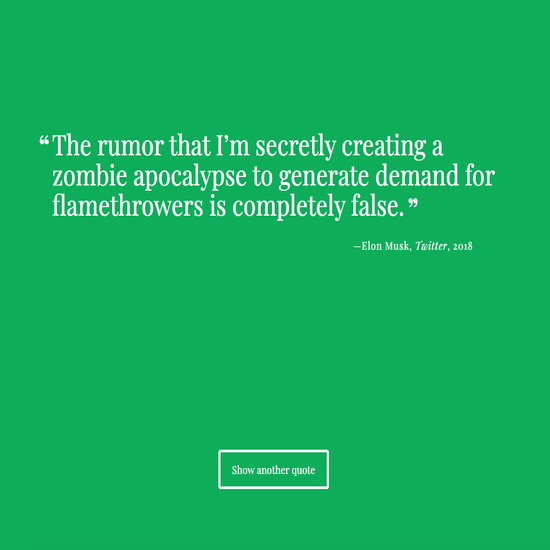 “The rumor that I’m secretly creating a
zombie apocalypse to generate demand for
flamethrowers is completely false.”
—Elon Musk, Twitter, 2018
Show another quote